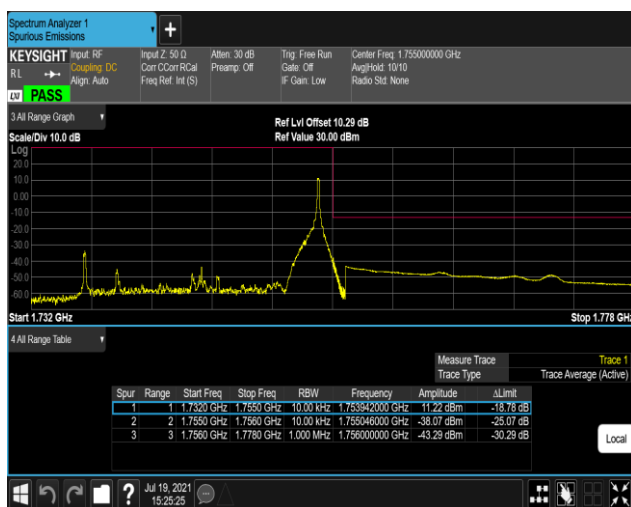 Spectrum Analyzer 1
Spurious Emissions
+
KEYSIGHT Input: RF Input Z: 50 Ω Atten: 30 dB Trig: Free Run Center Freq: 1.755000000 GHz
RL Coupling: DC Corr CCorr RCal Preamp: Off Gate: Off Avg|Hold: 10/10
Align: Auto Freq Ref: Int (S) IF Gain: Low Radio Std: None
LXI PASS
3 All Range Graph
Ref Lvl Offset 10.29 dB
Scale/Div 10.0 dB Ref Value 30.00 dBm
Log
20.0
10.0
0.00
-10.0
-20.0
-30.0
-40.0
-50.0
-60.0
Start 1.732 GHz Stop 1.778 GHz
4 All Range Table
Measure Trace Trace 1
Trace Type Trace Average (Active)
Spur Range Start Freq Stop Freq RBW Frequency Amplitude ΔLimit
1 1 1.7320 GHz 1.7550 GHz 10.00 kHz 1.753942000 GHz 11.22 dBm -18.78 dB
2 2 1.7550 GHz 1.7560 GHz 10.00 kHz 1.755046000 GHz -38.07 dBm -25.07 dB
3 3 1.7560 GHz 1.7780 GHz 1.000 MHz 1.756000000 GHz -43.29 dBm -30.29 dB
Local
? Jul 19, 2021
15:25:25